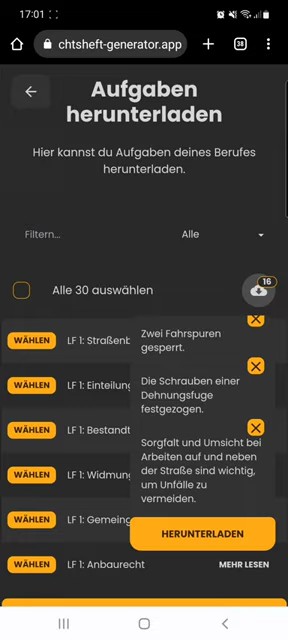 17:01
chtsheft-generator.app
38
Aufgaben
herunterladen
Hier kannst du Aufgaben deines Berufes
herunterladen.
Filtern...
Alle
Alle 30 auswählen
16
WÄHLEN LF 1: Straßenb
Zwei Fahrspuren
gesperrt.
WÄHLEN LF 1: Einteilung
Die Schrauben einer
Dehnungsfuge
festgezogen.
WÄHLEN LF 1: Bestandt
Sorgfalt und Umsicht bei
Arbeiten auf und neben
der Straße sind wichtig,
um Unfälle zu
vermeiden.
WÄHLEN LF 1: Widmung
WÄHLEN LF 1: Gemeing
HERUNTERLADEN
WÄHLEN LF 1: Anbaurecht MEHR LESEN